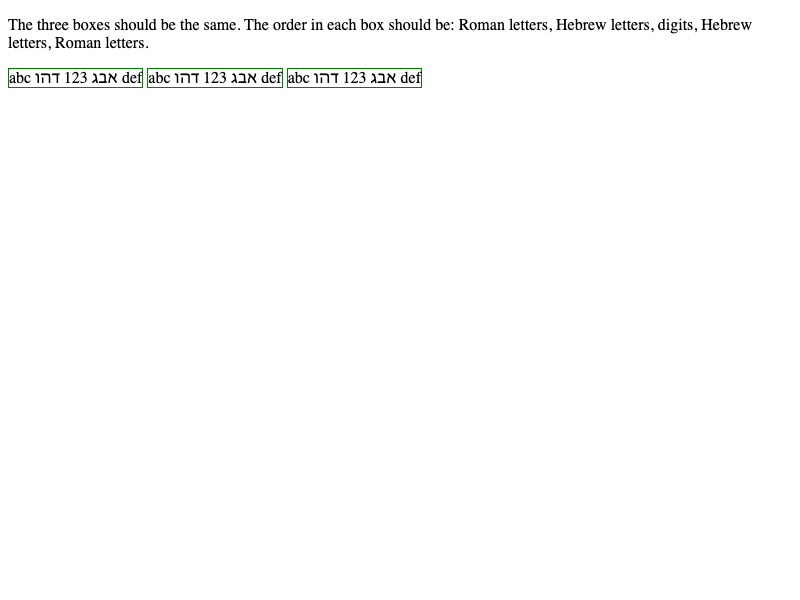 The three boxes should be the same. The order in each box should be: Roman letters, Hebrew letters, digits, Hebrew
letters, Roman letters.
abc אבג 123 דהו def abc אבג 123 דהו def abc אבג 123 דהו def